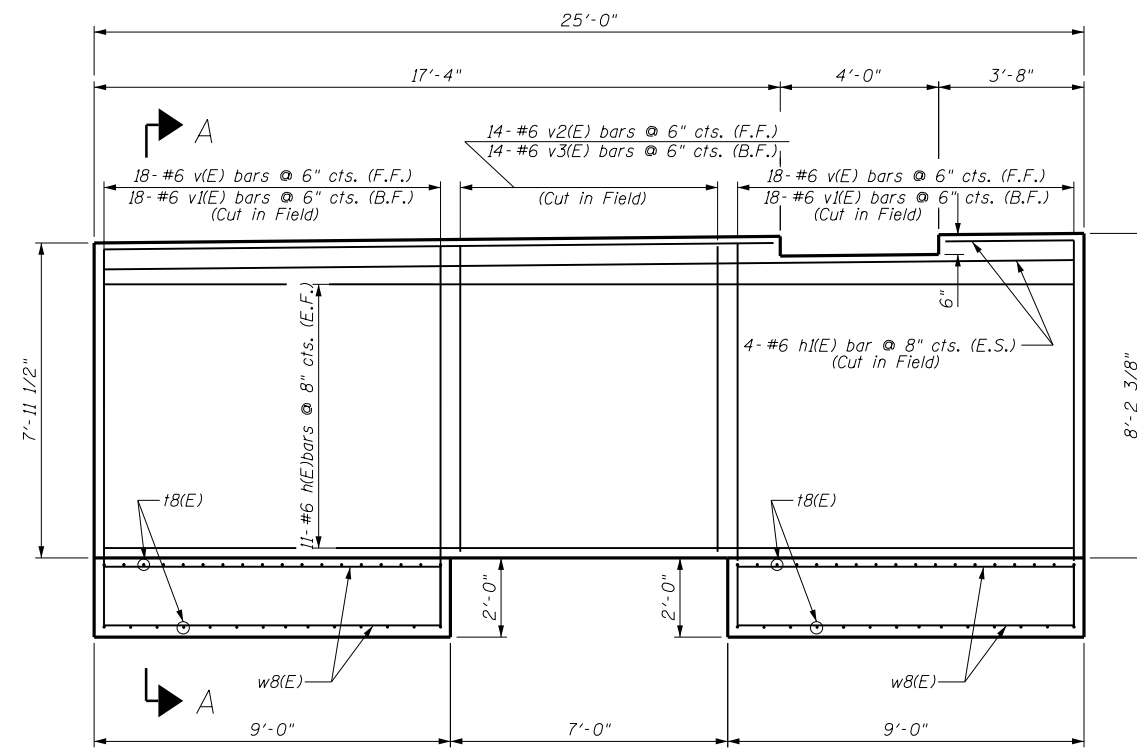 25'-0"
17'-4"
4'-0"
3'-8"
A
14- #6 v2(E) bars @ 6" cts. (F.F.)
14- #6 v3(E) bars @ 6" cts. (B.F.)
(Cut in Field)
18- #6 v(E) bars @ 6" cts. (F.F.)
18- #6 v1(E) bars @ 6" cts. (B.F.)
(Cut in Field)
18- #6 v(E) bars @ 6" cts. (F.F.)
18- #6 v1(E) bars @ 6" cts. (B.F.)
(Cut in Field)
6"
4- #6 h1(E) bar @ 8" cts. (E.S.)
(Cut in Field)
7'-11 1/2"
11- #6 h(E)bars @ 8" cts. (E.F.)
8'-2 3/8"
t8(E)
t8(E)
2'-0"
2'-0"
w8(E)
w8(E)
A
9'-0"
7'-0"
9'-0"